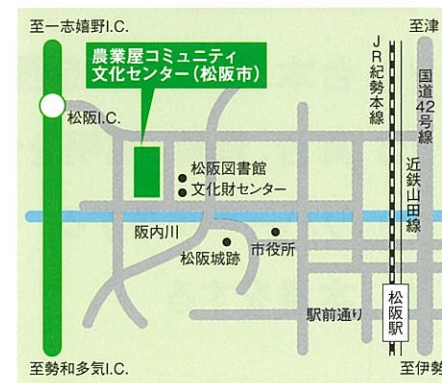 至一志嬉野I.C.
至津
農業屋コミュニティ
文化センター(松阪市)
JR紀勢本線
国道42号線
松阪I.C.
近鉄山田線
松阪図書館
文化財センター
阪内川
松阪城跡
市役所
駅前通り
松阪駅
至勢和多気I.C.
至伊勢